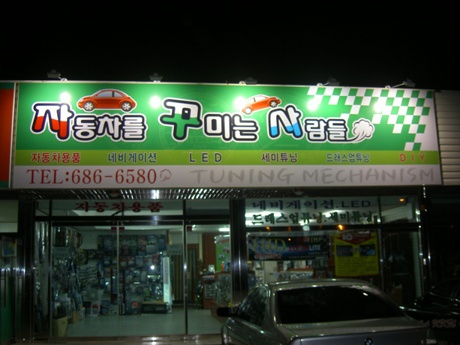 자동차를 꾸미는 사람들
자동차용품 네비게이션 LED 세미튜닝 드레스업튜닝 D.I.Y
TEL:686-6580 TUNING MECHANISM
자동차용품
네비게이션 LED
드레스업튜닝 세미튜닝